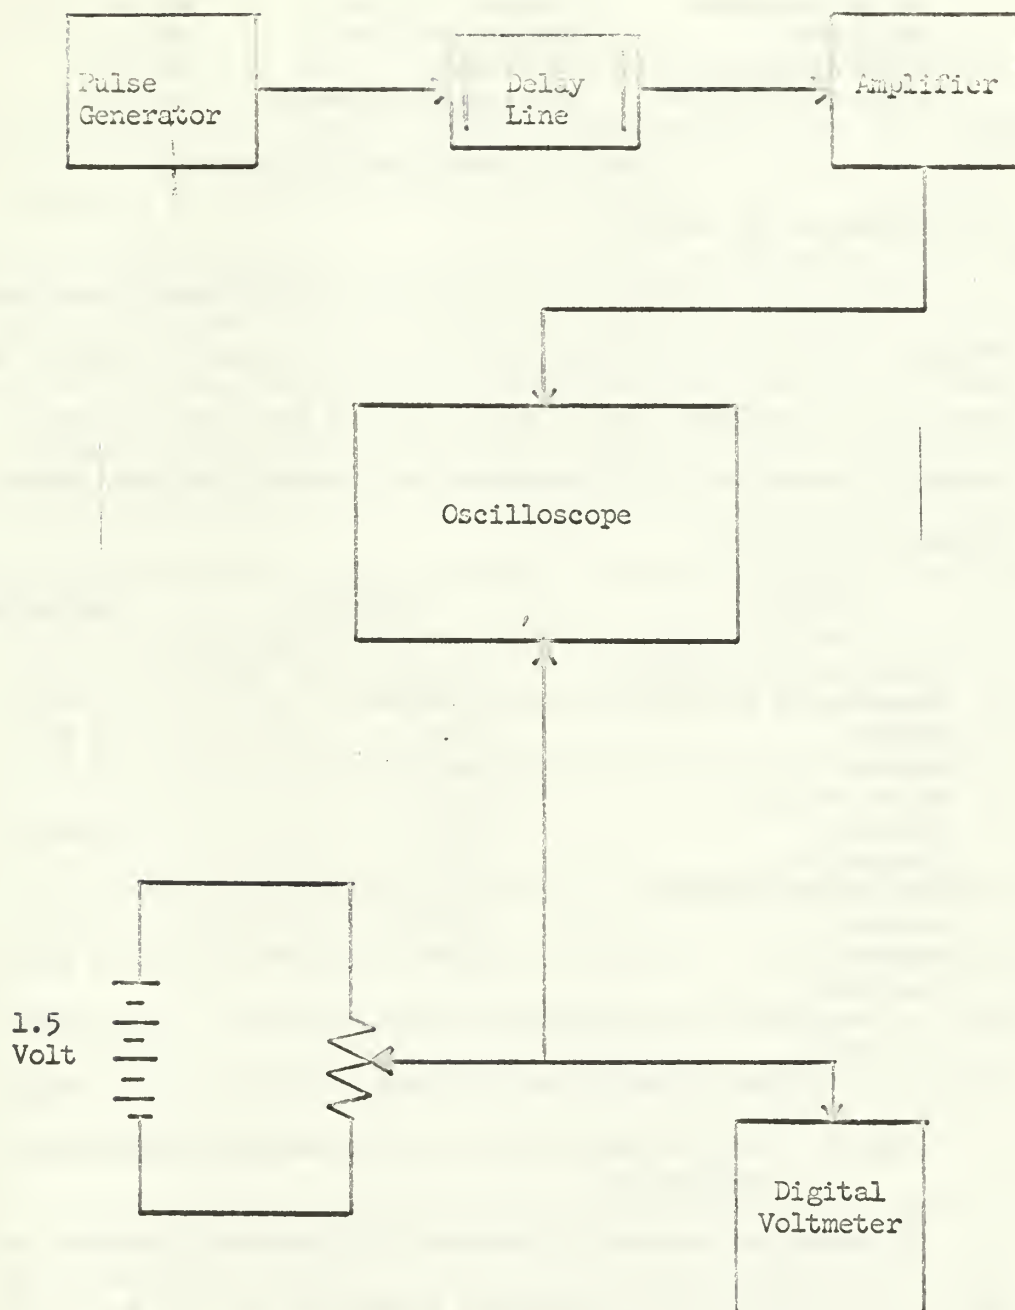 Pulse
Generator
Delay
Line
Amplifier
Oscilloscope
1.5
Volt
Digital
Voltmeter